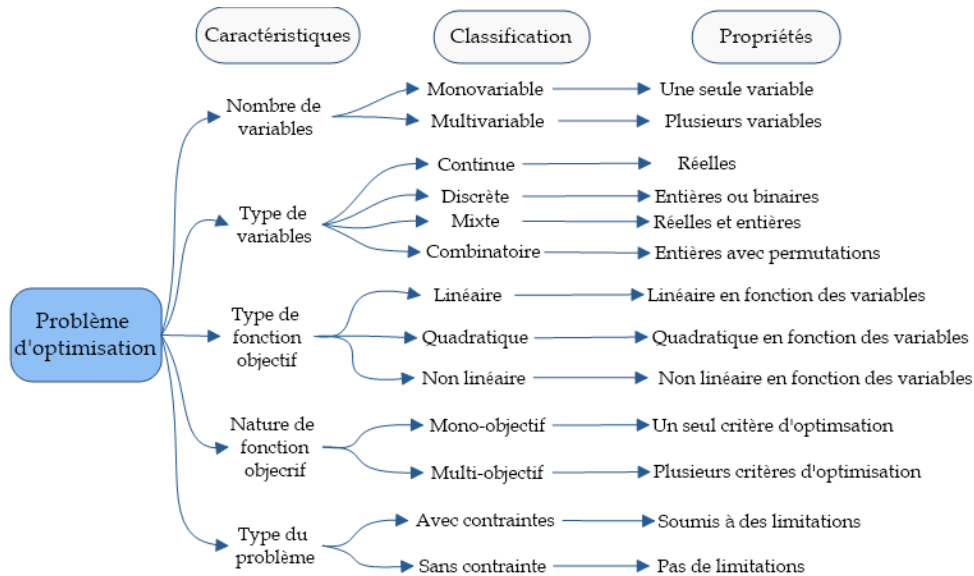 Caractéristiques
Classification
Propriétés
Problème
d'optimisation
Nombre de
variables
Monovariable
Une seule variable
Multivariable
Plusieurs variables
Type de
variables
Continue
Réelles
Discrète
Entières ou binaires
Mixte
Réelles et entières
Combinatoire
Entières avec permutations
Type de
fonction
objectif
Linéaire
Linéaire en fonction des variables
Quadratique
Quadratique en fonction des variables
Non linéaire
Non linéaire en fonction des variables
Nature de
fonction
objecrif
Mono-objectif
Un seul critère d'optimsation
Multi-objectif
Plusieurs critères d'optimisation
Type du
problème
Avec contraintes
Soumis à des limitations
Sans contrainte
Pas de limitations